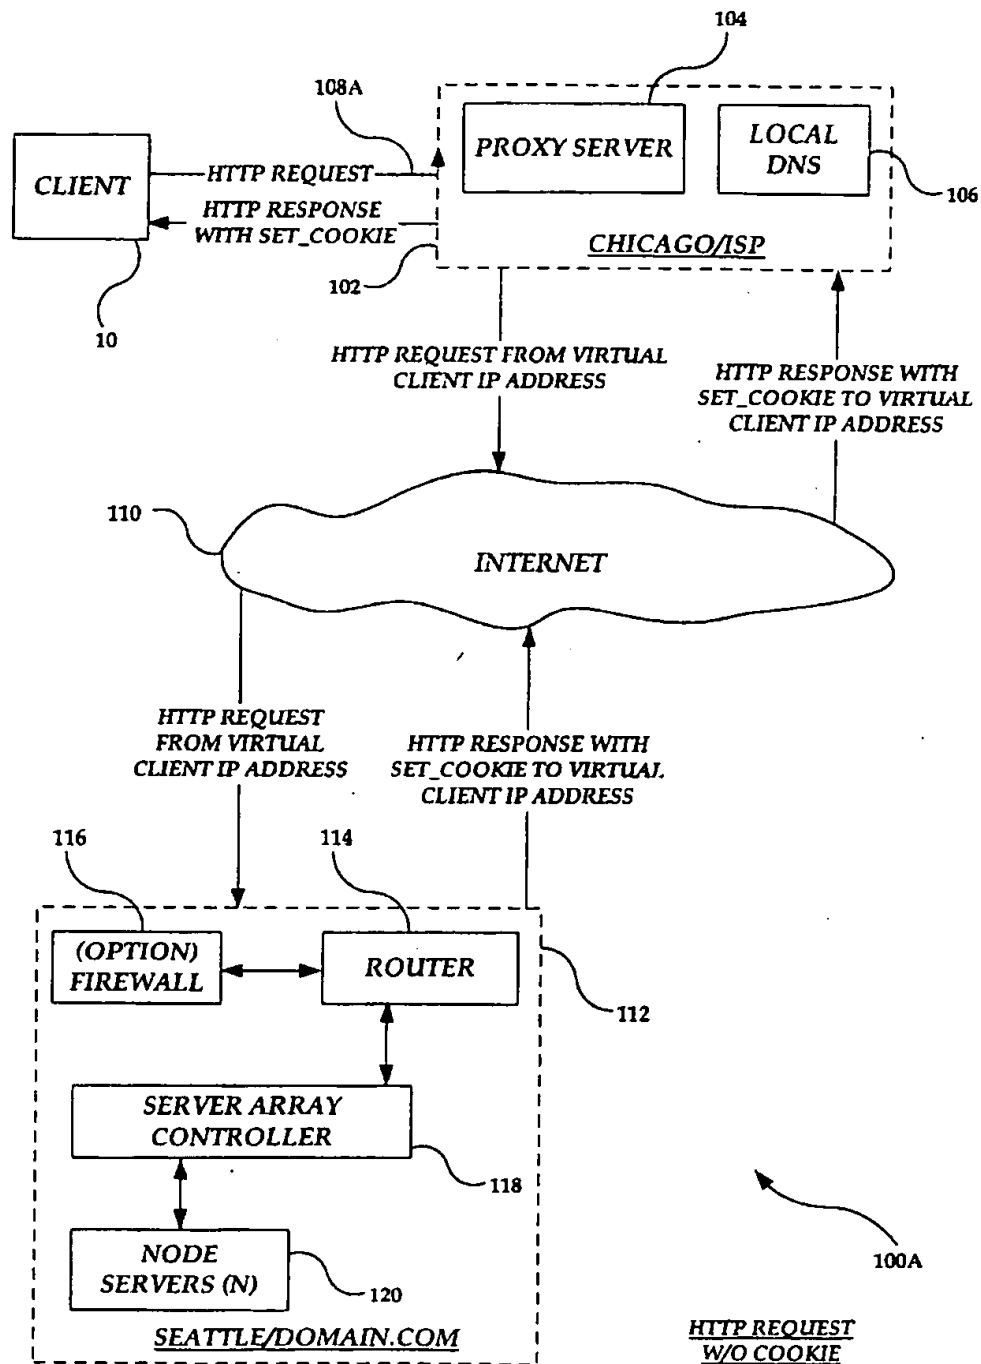 104
108A
PROXY SERVER
LOCAL
DNS
CLIENT
HTTP REQUEST
106
HTTP RESPONSE
WITH SET_COOKIE
CHICAGO/ISP
102
10
HTTP REQUEST FROM VIRTUAL
CLIENT IP ADDRESS
HTTP RESPONSE WITH
SET_COOKIE TO VIRTUAL
CLIENT IP ADDRESS
110
INTERNET
HTTP REQUEST
FROM VIRTUAL
CLIENT IP ADDRESS
HTTP RESPONSE WITH
SET_COOKIE TO VIRTUAL
CLIENT IP ADDRESS
116
114
(OPTION)
FIREWALL
ROUTER
112
SERVER ARRAY
CONTROLLER
118
NODE
SERVERS (N)
120
100A
SEATTLE/DOMAIN.COM
HTTP REQUEST
W/O COOKIE